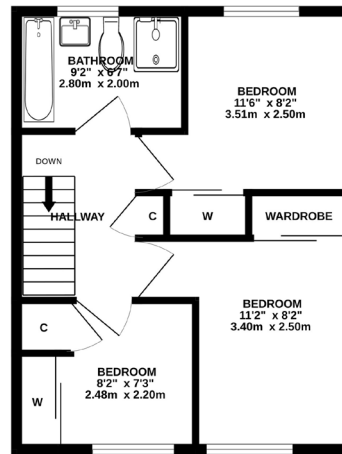 BATHROOM
9'2" x 6'7"
2.80m x 2.00m
BEDROOM
11'6" x 8'2"
3.51m x 2.50m
DOWN
HALLWAY
C
W
WARDROBE
BEDROOM
11'2" x 8'2"
3.40m x 2.50m
C
BEDROOM
8'2" x 7'3"
2.48m x 2.20m
W